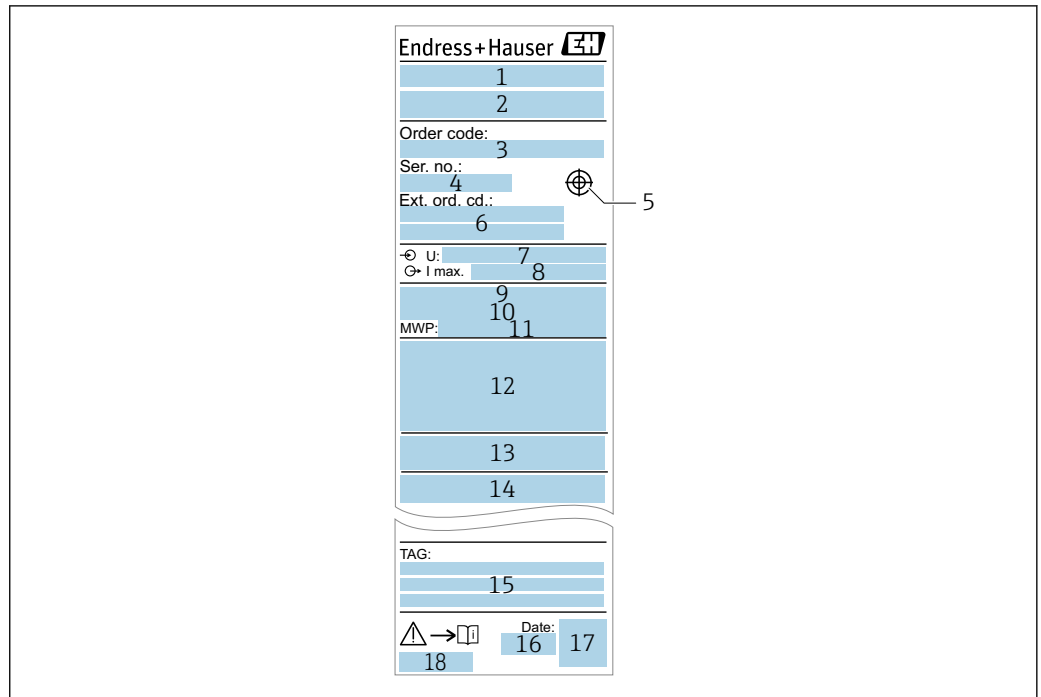 Endress+Hauser EH
1
2
Order code:
3
Ser. no.:
4
5
Ext. ord. cd.:
6
U:
7
I max.
8
9
10
MWP:
11
12
13
14
TAG:
15
i
Date:
16
17
18